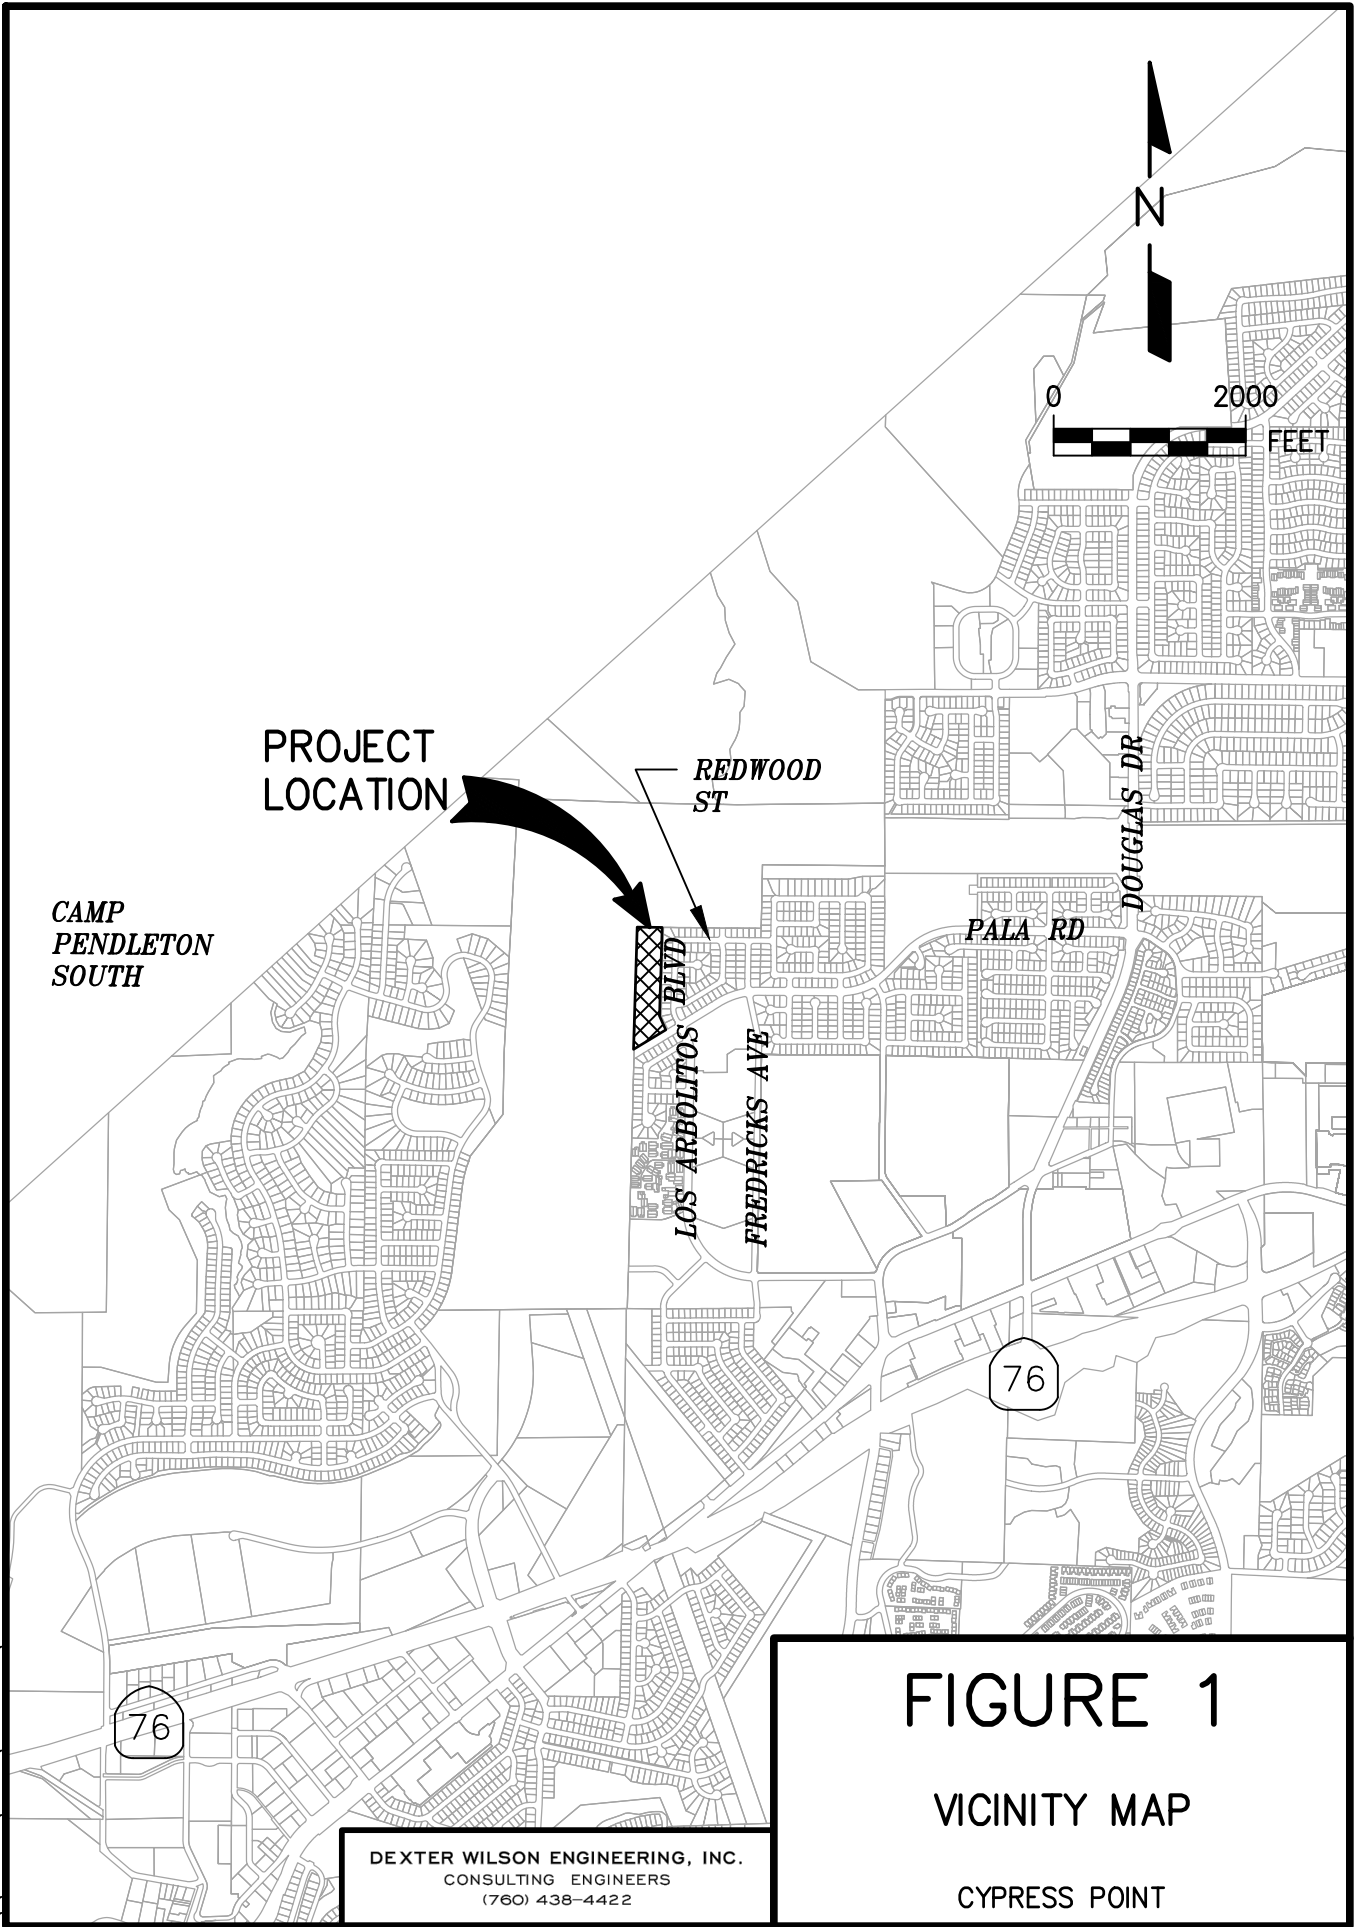 N
0 2000
FEET
PROJECT
LOCATION
REDWOOD
ST
DOUGLAS DR
CAMP
PENDLETON
SOUTH
PALA RD
LOS ARBOLITOS BLVD
FREDRICKS AVE
76
76
FIGURE 1
VICINITY MAP
CYPRESS POINT
DEXTER WILSON ENGINEERING, INC.
CONSULTING ENGINEERS
(760) 438-4422